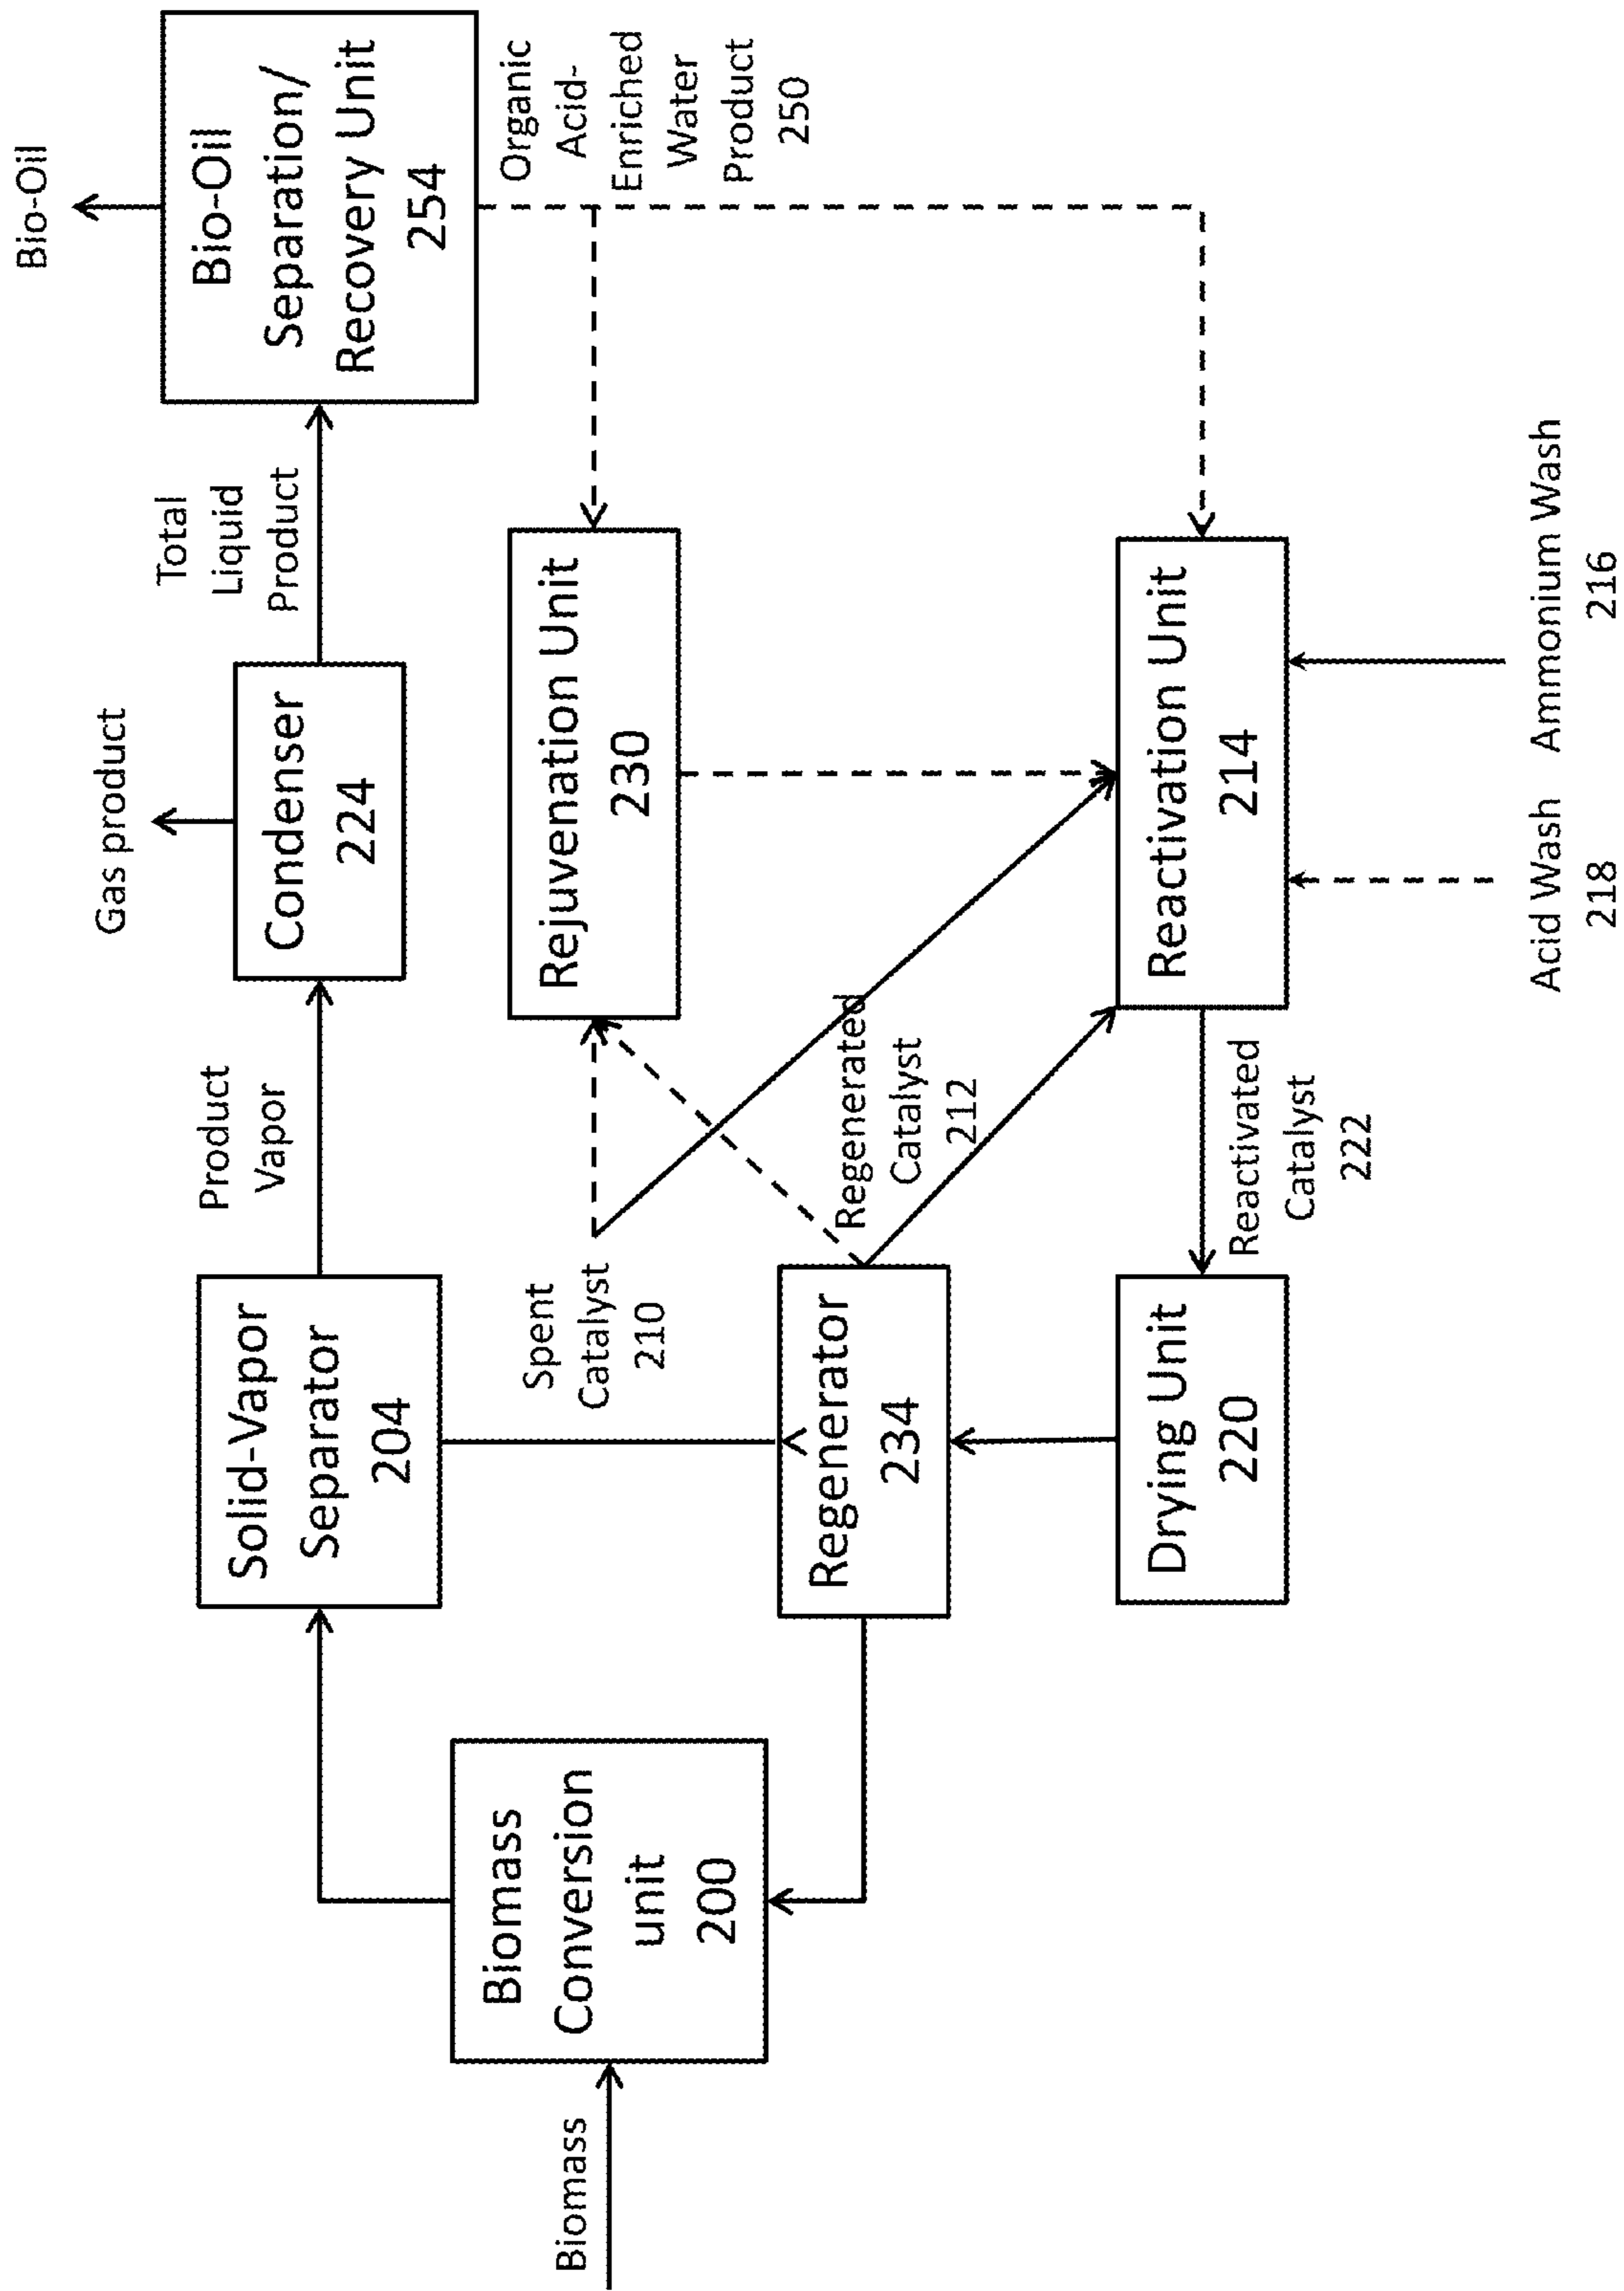 Bio-Oil
Gas product
Bio-Oil
Separation/
Recovery Unit
254
Total
Liquid
Product
Condenser
224
Product
Vapor
Solid-Vapor
Separator
204
Organic
Acid-
Enriched
Water
Product
250
Rejuvenation Unit
230
Spent
Catalyst
210
Biomass
Conversion
unit
200
Biomass
Regenerated
Catalyst
212
Regenerator
234
Reactivation Unit
214
Reactivated
Catalyst
222
Drying Unit
220
Acid Wash
218
Ammonium Wash
216